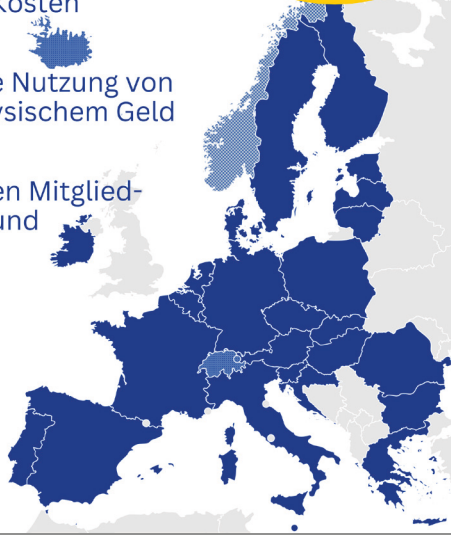 Kosten
e Nutzung von
ysischem Geld
en Mitglied-
und